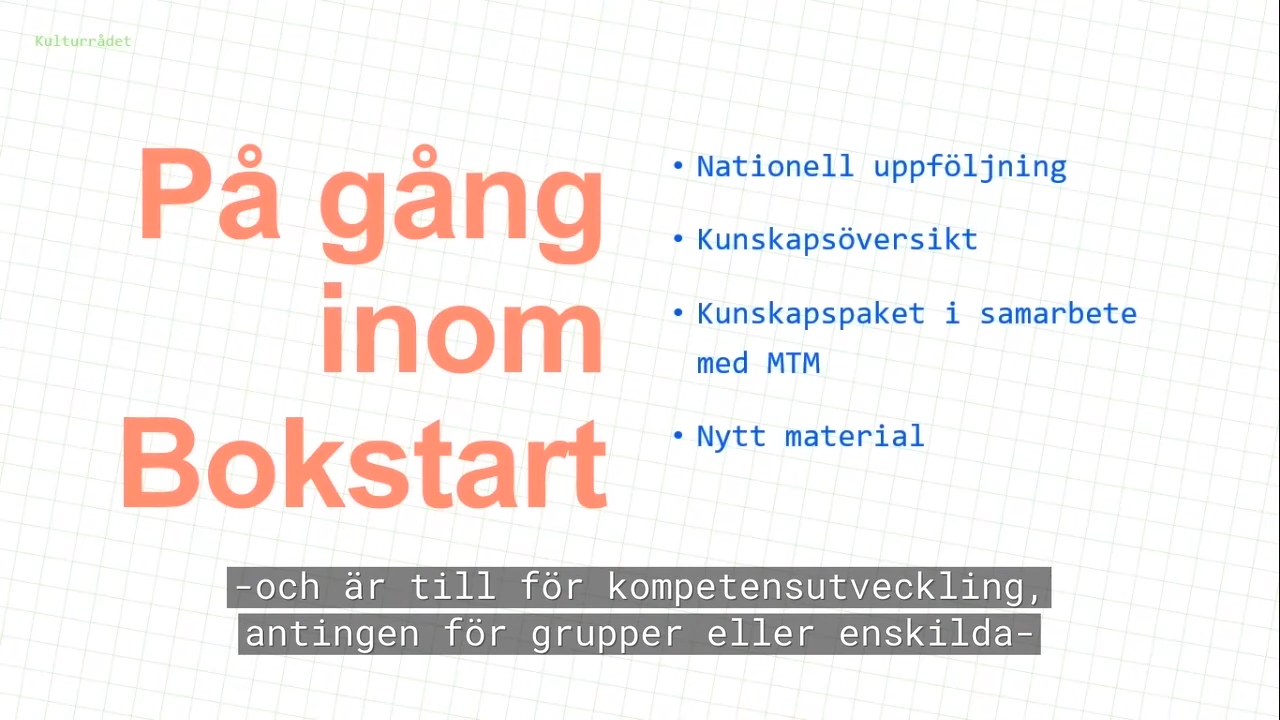 Kulturrådet
På gång
inom
Bokstart
• Nationell uppföljning
• Kunskapsöversikt
• Kunskapspaket i samarbete
med MTM
• Nytt material
-och är till för kompetensutveckling,
antingen för grupper eller enskilda-